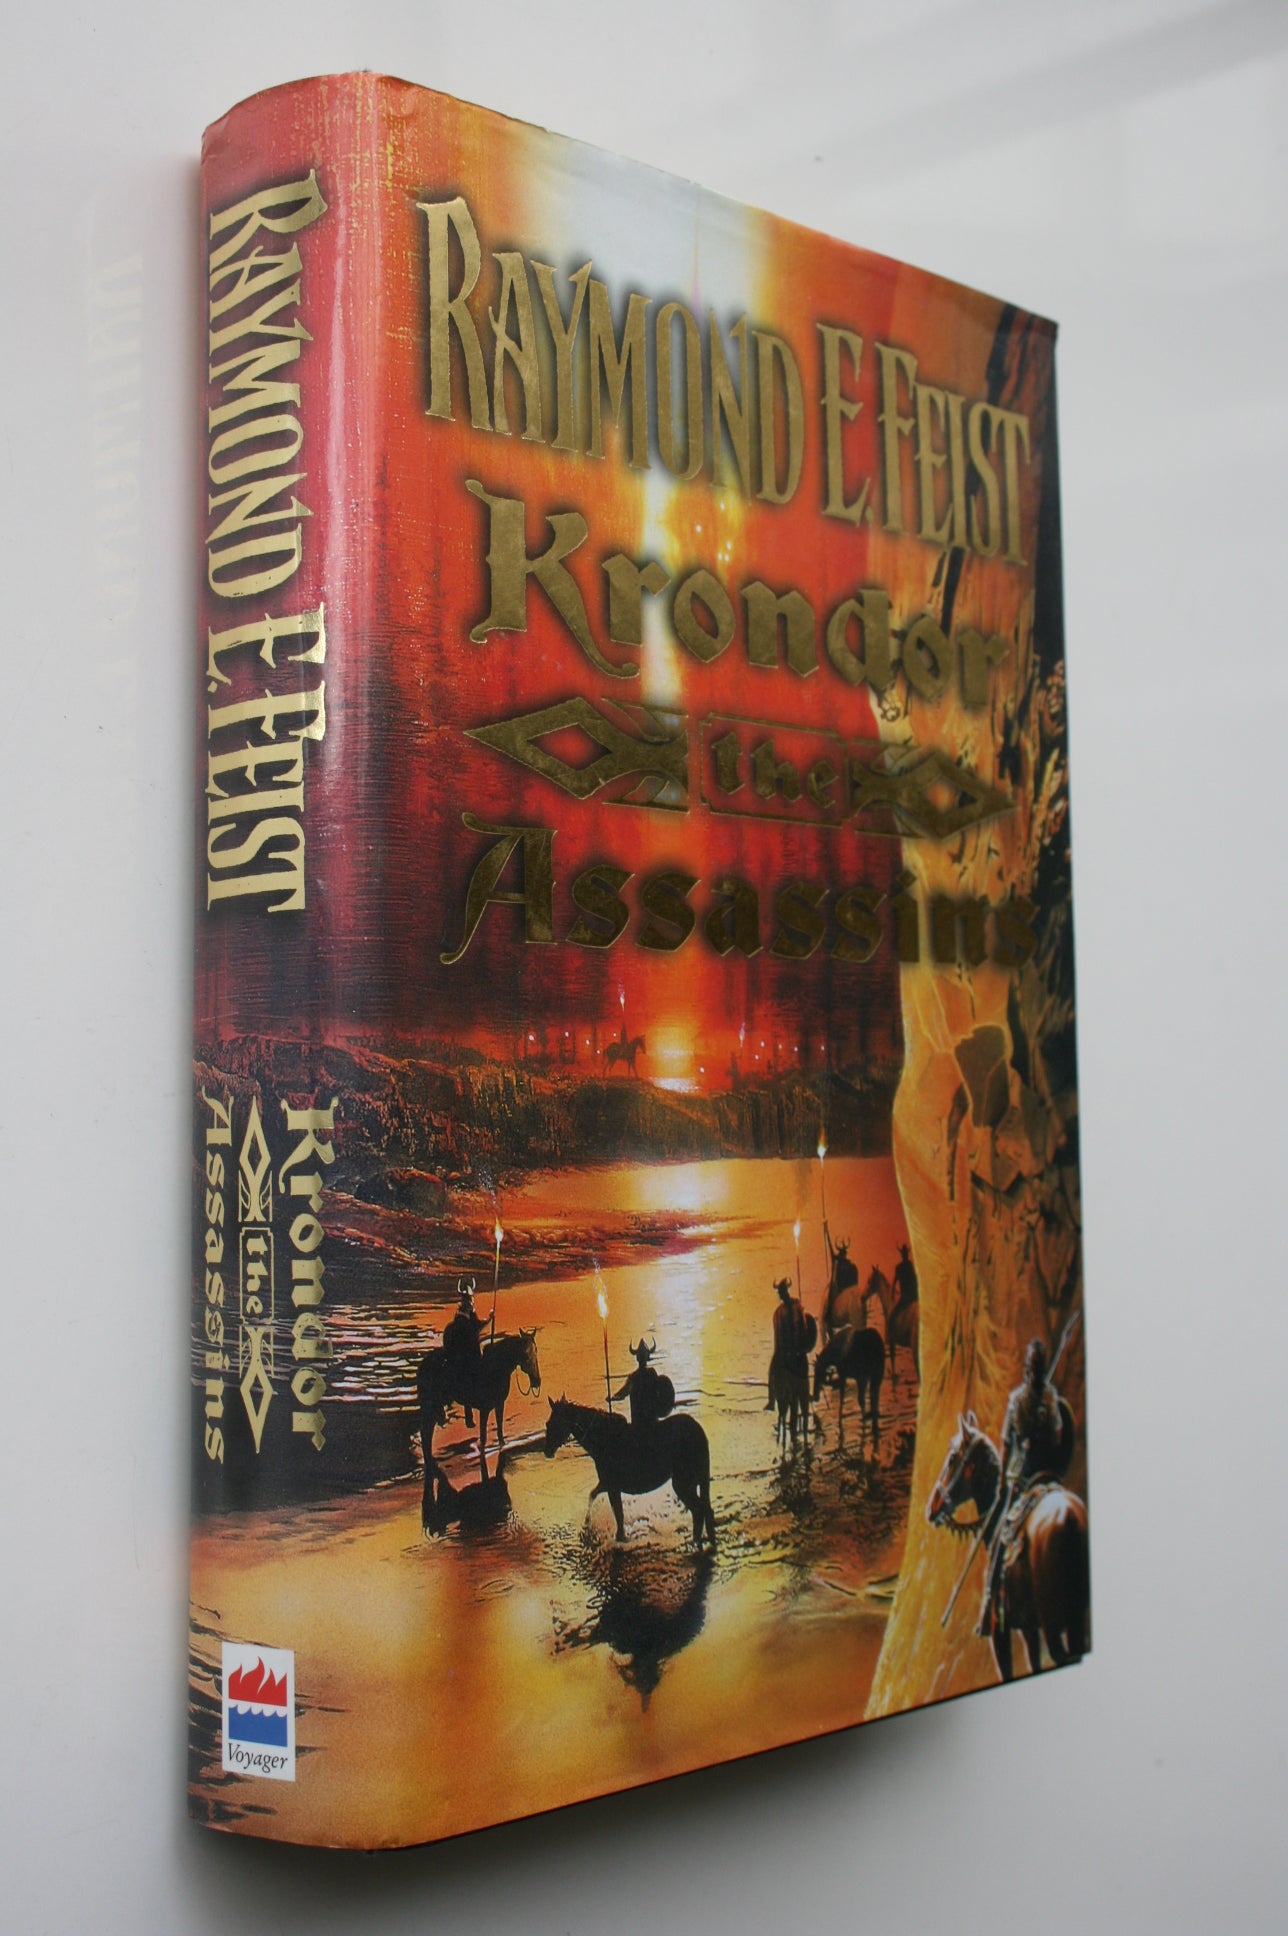 RAYMOND E. FEIST
Krondor
the
Assassins
Voyager
RAYMOND E. FEIST
Krondor
the
Assassins